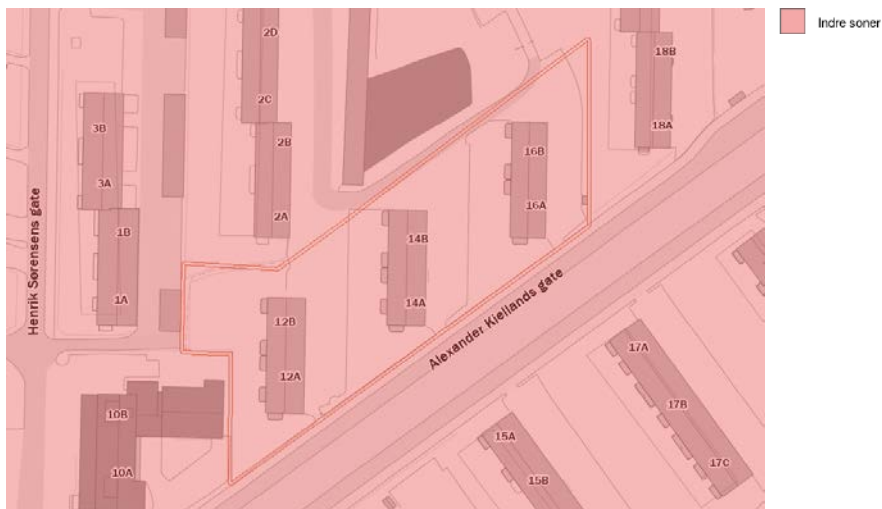 Indre soner
2D
18B
2C
3B
2B
18A
16B
3A
2A
16A
1B
14B
Henrik Sørensens gate
1A
14A
12B
Alexander Kiellands gate
17A
12A
10B
17B
15A
10A
17C
15B